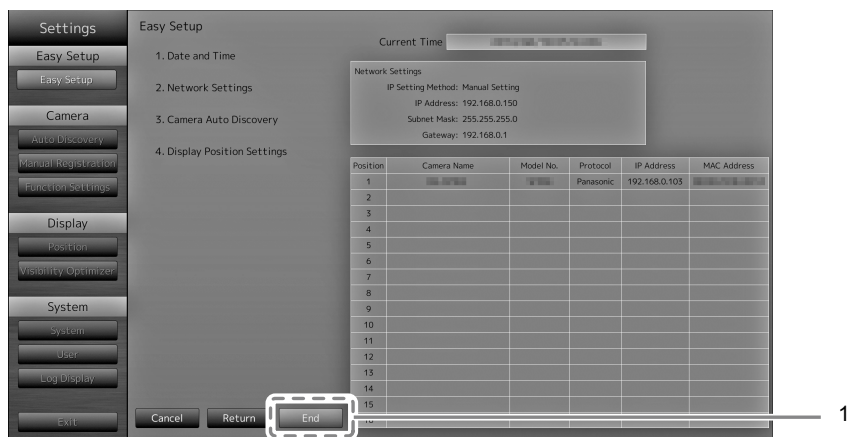 Settings
Easy Setup
Easy Setup
Camera
Auto Discovery
Manual Registration
Function Settings
Display
Position
Visibility Optimizer
System
System
User
Log Display
Exit
Easy Setup
1. Date and Time
2. Network Settings
3. Camera Auto Discovery
4. Display Position Settings
Cancel Return End
Current Time
Network Settings
IP Setting Method: Manual Setting
IP Address: 192.168.0.150
Subnet Mask: 255.255.255.0
Gateway: 192.168.0.1
Position Camera Name Model No. Protocol IP Address MAC Address
1 Panasonic 192.168.0.103
2
3
4
5
6
7
8
9
10
11
12
13
14
15
16
1